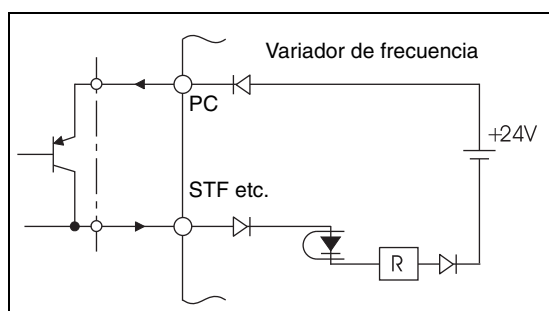 Variador de frecuencia
PC
+24V
STF etc.
R